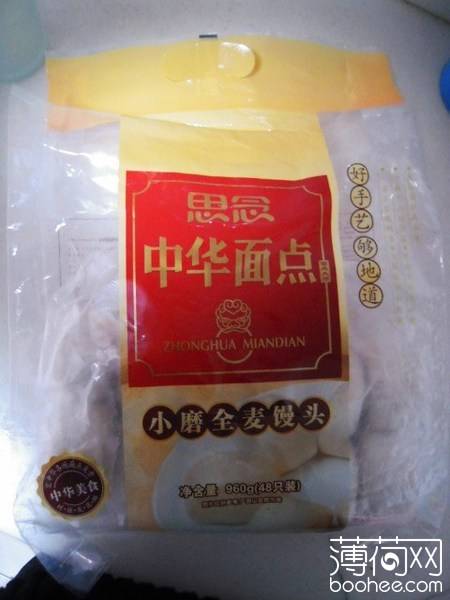 思念
中华面点
ZHONGHUA MIANDIAN
好手艺够地道
小磨全麦馒头
净含量 960g(48只装)
中华美食
薄荷网
boohee.com